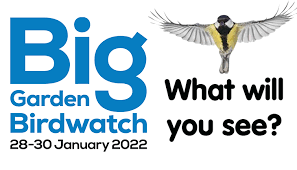 Big
Garden
Birdwatch
28-30 January 2022
What will
you see?